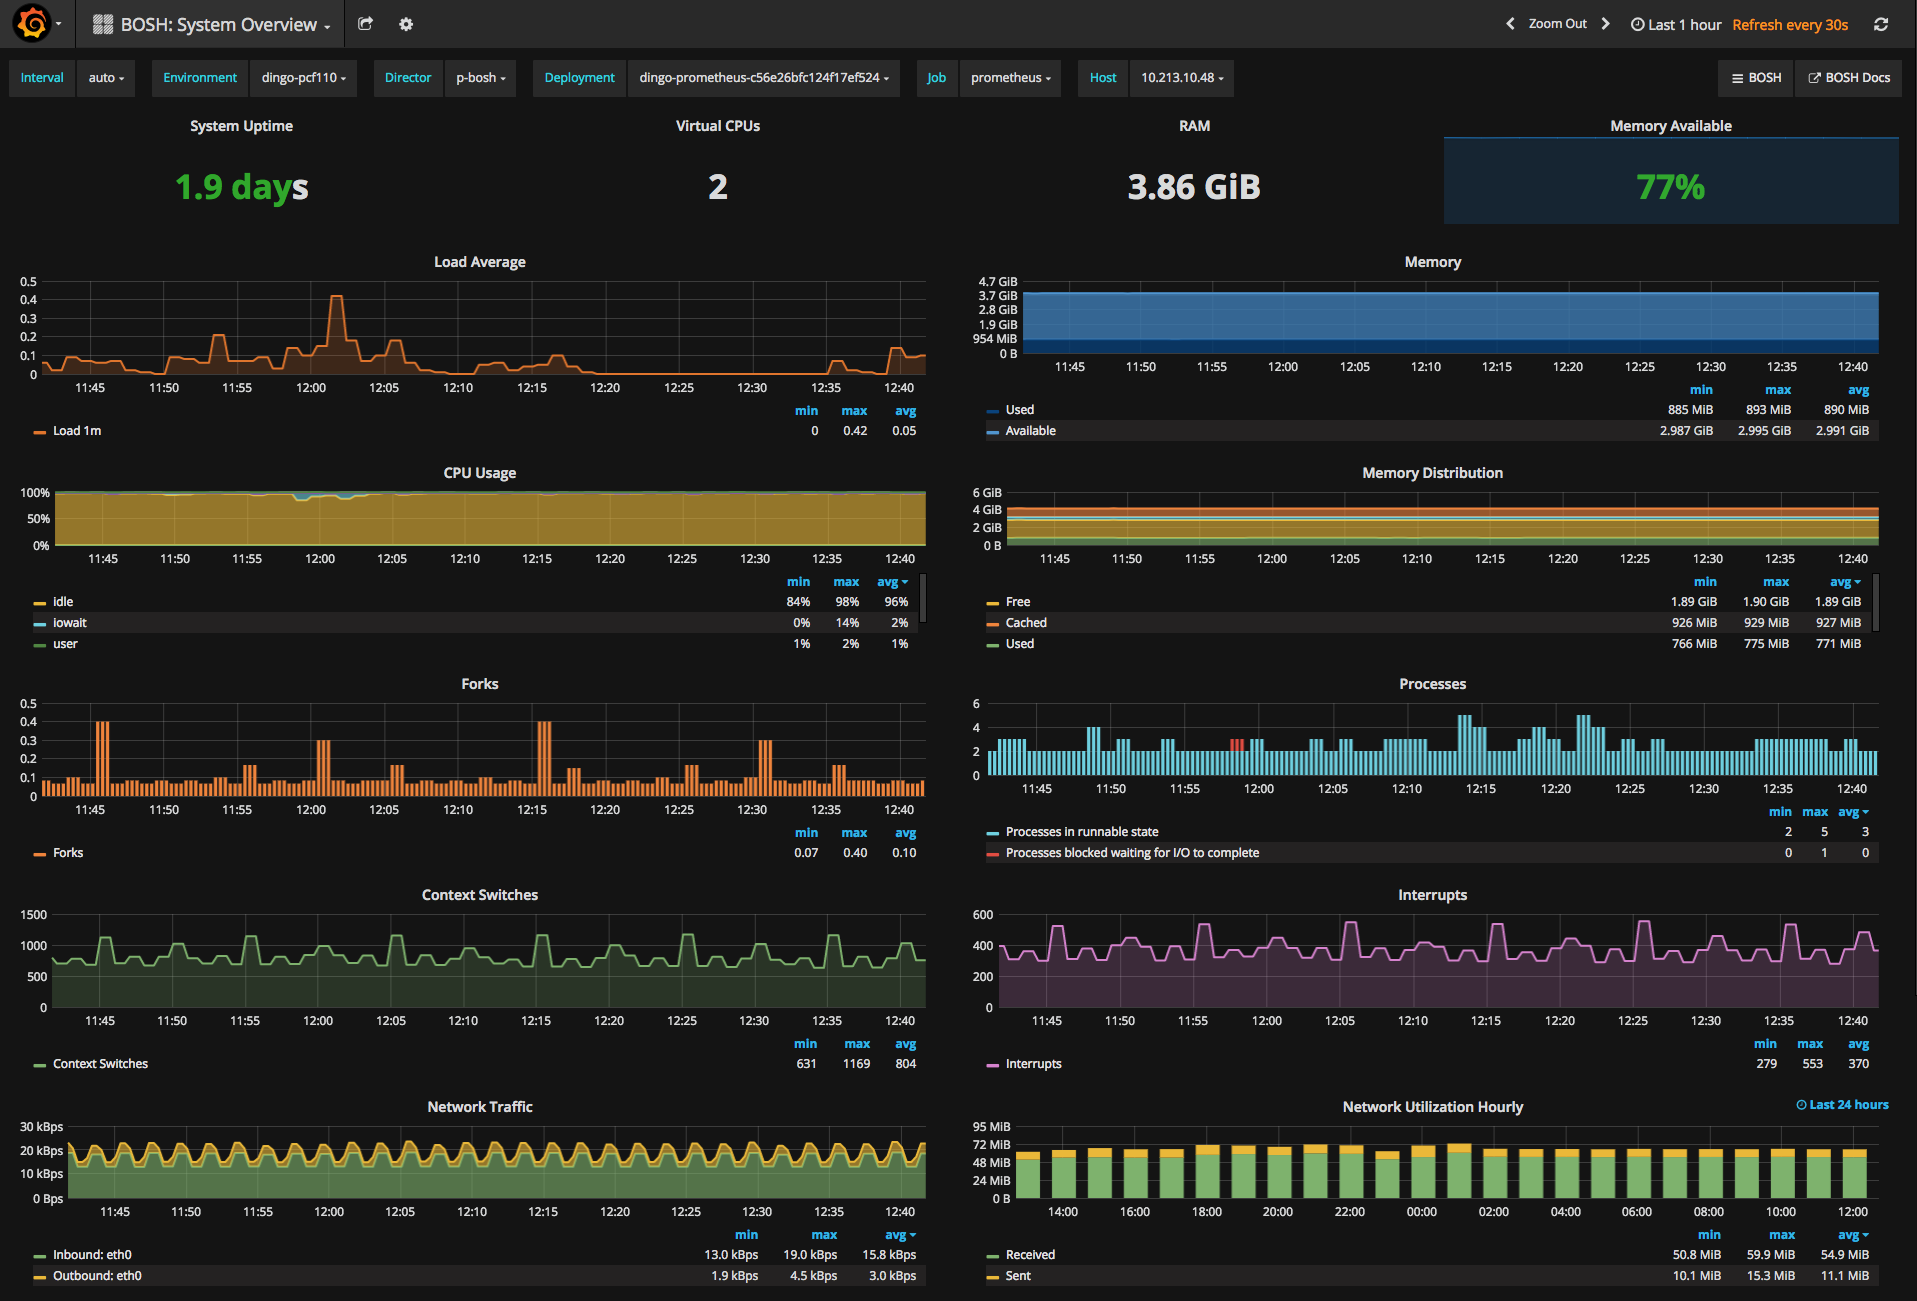 BOSH: System Overview
Zoom Out Last 1 hour Refresh every 30s
Interval auto Environment dingo-pcf110 Director p-bosh Deployment dingo-prometheus-c56e26bfc124f17ef524 Job prometheus Host 10.213.10.48 BOSH BOSH Docs
System Uptime
1.9 days
Virtual CPUs
2
RAM
3.86 GiB
Memory Available
77%
Load Average
0.5
0.4
0.3
0.2
0.1
0
11:45 11:50 11:55 12:00 12:05 12:10 12:15 12:20 12:25 12:30 12:35 12:40
min max avg
Load 1m 0 0.42 0.05
Memory
4.7 GiB
3.7 GiB
2.8 GiB
1.9 GiB
954 MiB
0 B
11:45 11:50 11:55 12:00 12:05 12:10 12:15 12:20 12:25 12:30 12:35 12:40
min max avg
Used 885 MiB 893 MiB 890 MiB
Available 2.987 GiB 2.995 GiB 2.991 GiB
CPU Usage
100%
50%
0%
11:45 11:50 11:55 12:00 12:05 12:10 12:15 12:20 12:25 12:30 12:35 12:40
min max avg
idle 84% 98% 96%
iowait 0% 14% 2%
user 1% 2% 1%
Memory Distribution
6 GiB
4 GiB
2 GiB
0 B
11:45 11:50 11:55 12:00 12:05 12:10 12:15 12:20 12:25 12:30 12:35 12:40
min max avg
Free 1.89 GiB 1.90 GiB 1.89 GiB
Cached 926 MiB 929 MiB 927 MiB
Used 766 MiB 775 MiB 771 MiB
Forks
0.5
0.4
0.3
0.2
0.1
0
11:45 11:50 11:55 12:00 12:05 12:10 12:15 12:20 12:25 12:30 12:35 12:40
min max avg
Forks 0.07 0.40 0.10
Processes
6
4
2
0
11:45 11:50 11:55 12:00 12:05 12:10 12:15 12:20 12:25 12:30 12:35 12:40
min max avg
Processes in runnable state 2 5 3
Processes blocked waiting for I/O to complete 0 1 0
Context Switches
1500
1000
500
0
11:45 11:50 11:55 12:00 12:05 12:10 12:15 12:20 12:25 12:30 12:35 12:40
min max avg
Context Switches 631 1169 804
Interrupts
600
400
200
0
11:45 11:50 11:55 12:00 12:05 12:10 12:15 12:20 12:25 12:30 12:35 12:40
min max avg
Interrupts 279 553 370
Network Traffic
30 kBps
20 kBps
10 kBps
0 Bps
11:45 11:50 11:55 12:00 12:05 12:10 12:15 12:20 12:25 12:30 12:35 12:40
min max avg
Inbound: eth0 13.0 kBps 19.0 kBps 15.8 kBps
Outbound: eth0 1.9 kBps 4.5 kBps 3.0 kBps
Network Utilization Hourly
Last 24 hours
95 MiB
72 MiB
48 MiB
24 MiB
0 B
14:00 16:00 18:00 20:00 22:00 00:00 02:00 04:00 06:00 08:00 10:00 12:00
min max avg
Received 50.8 MiB 59.9 MiB 54.9 MiB
Sent 10.1 MiB 15.3 MiB 11.1 MiB